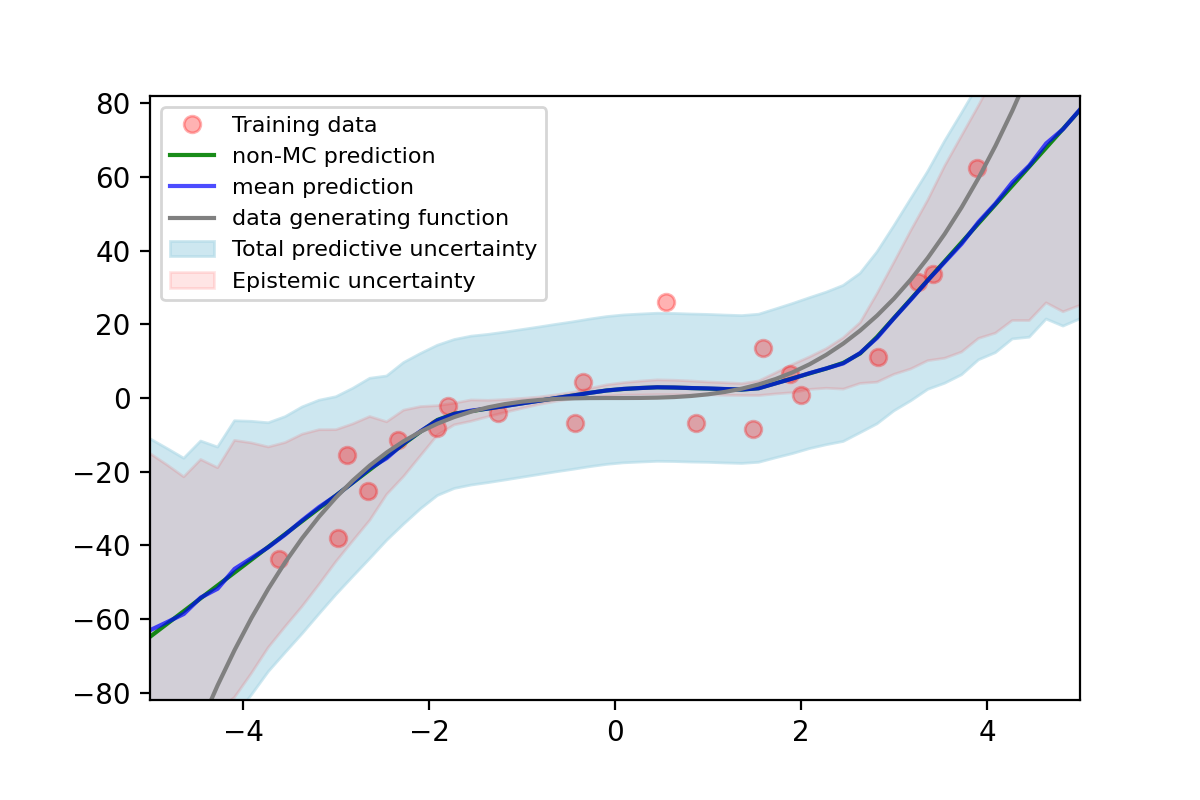 80
60
40
20
0
−20
−40
−60
−80
Training data
non-MC prediction
mean prediction
data generating function
Total predictive uncertainty
Epistemic uncertainty
−4 −2 0 2 4